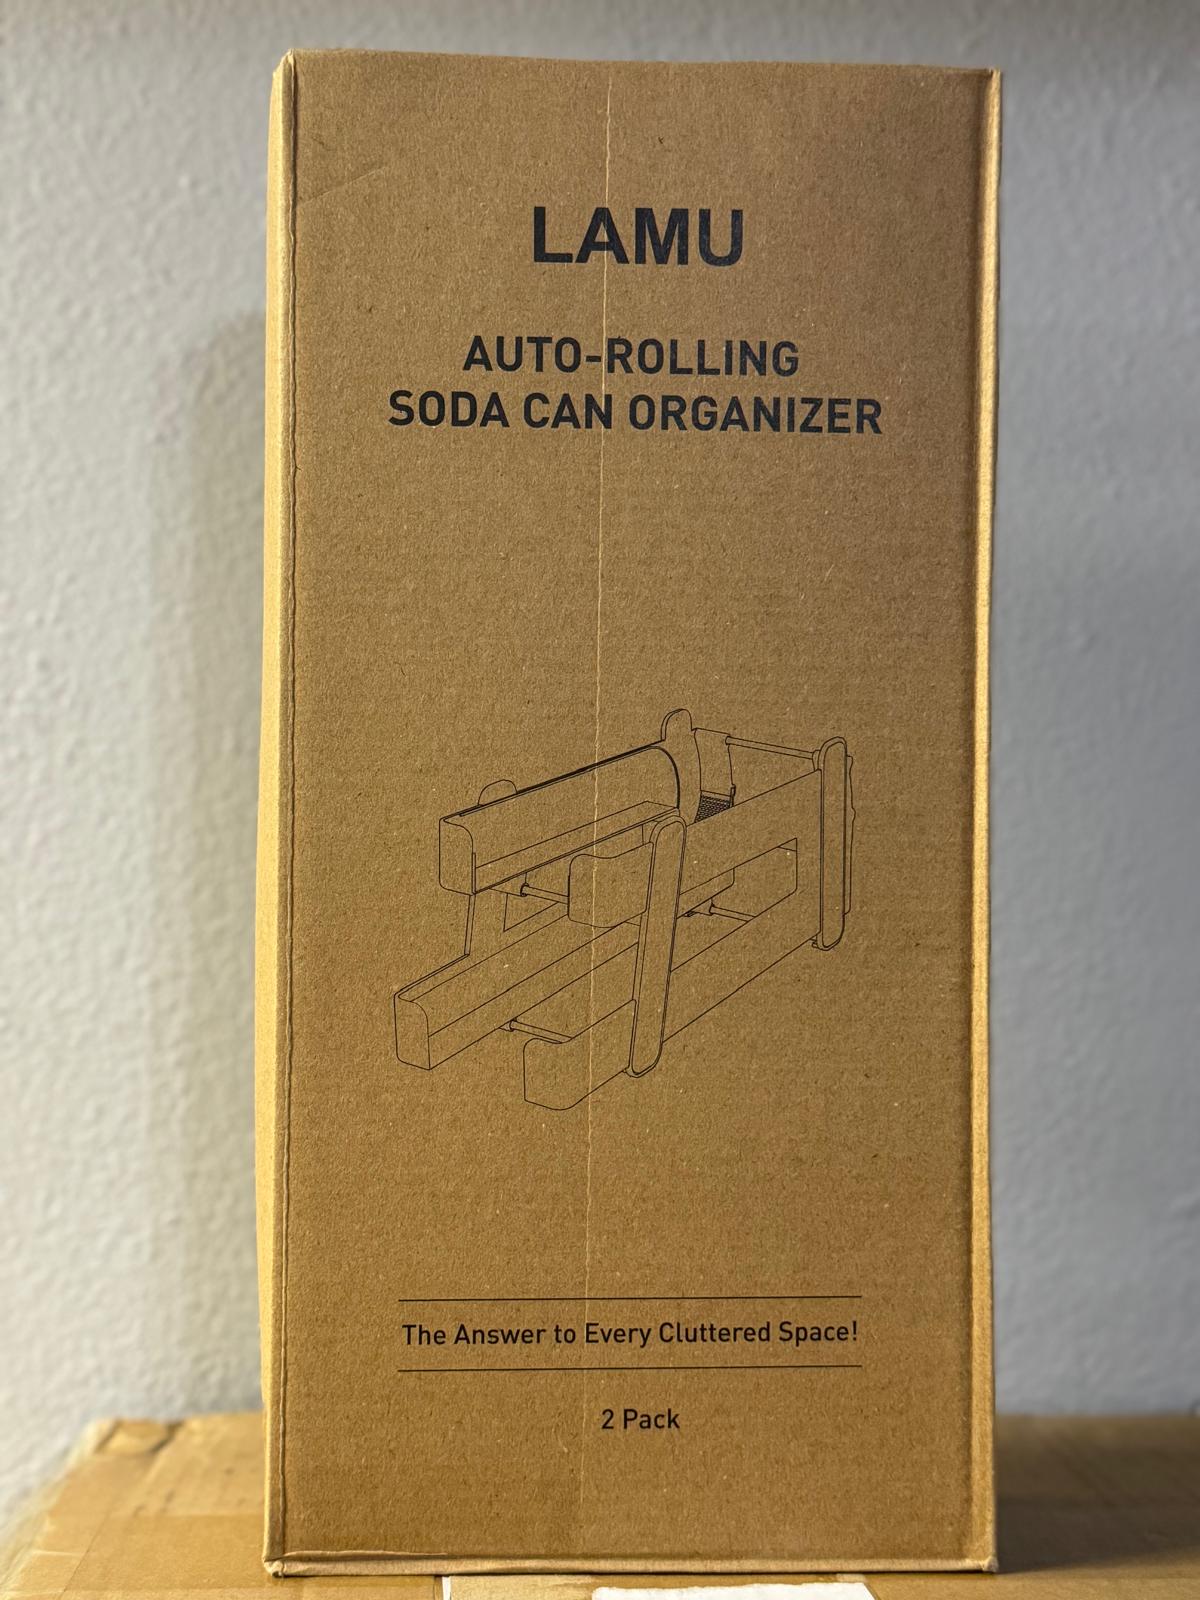 LAMU
AUTO-ROLLING
SODA CAN ORGANIZER
The Answer to Every Cluttered Space!
2 Pack